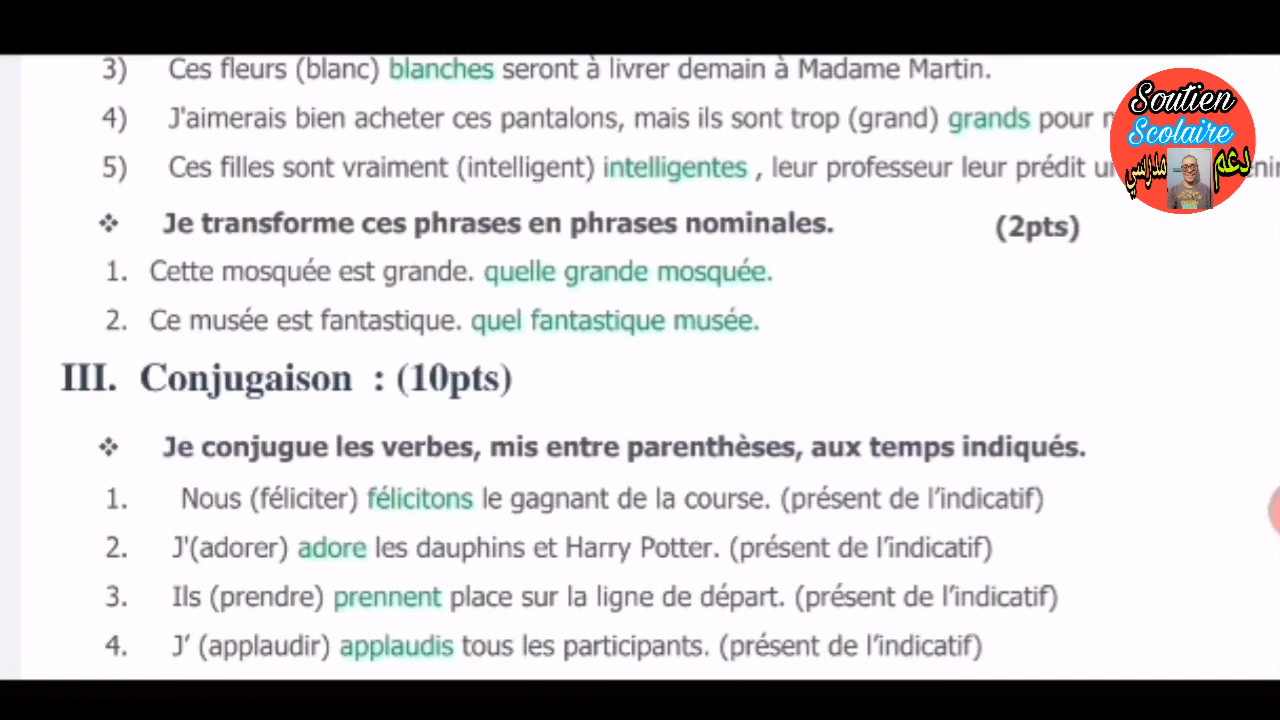 3) Ces fleurs (blanc) blanches seront à livrer demain à Madame Martin.
4) J'aimerais bien acheter ces pantalons, mais ils sont trop (grand) grands pour
5) Ces filles sont vraiment (intelligent) intelligentes , leur professeur leur prédit
Soutien
Scolaire
دعم مدرسي
❖ Je transforme ces phrases en phrases nominales. (2pts)
1. Cette mosquée est grande. quelle grande mosquée.
2. Ce musée est fantastique. quel fantastique musée.
III. Conjugaison : (10pts)
❖ Je conjugue les verbes, mis entre parenthèses, aux temps indiqués.
1. Nous (féliciter) félicitons le gagnant de la course. (présent de l’indicatif)
2. J'(adorer) adore les dauphins et Harry Potter. (présent de l’indicatif)
3. Ils (prendre) prennent place sur la ligne de départ. (présent de l’indicatif)
4. J’ (applaudir) applaudis tous les participants. (présent de l’indicatif)